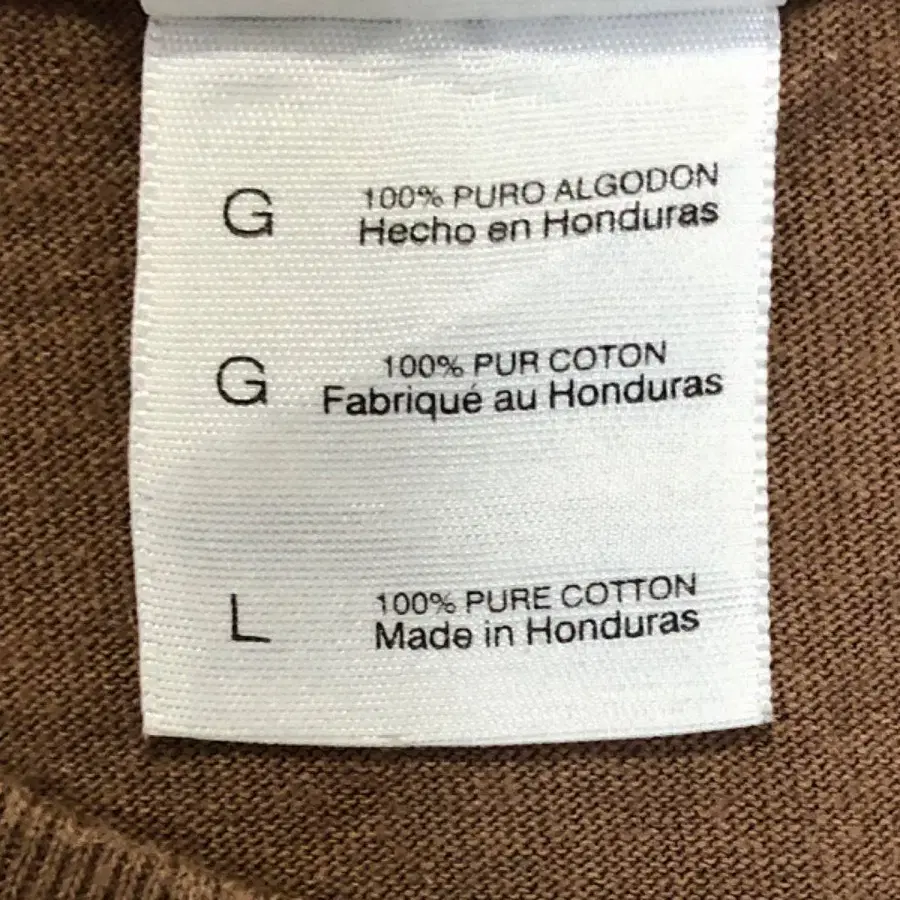 G 100% PURO ALGODON
Hecho en Honduras
G 100% PUR COTON
Fabriqué au Honduras
L 100% PURE COTTON
Made in Honduras